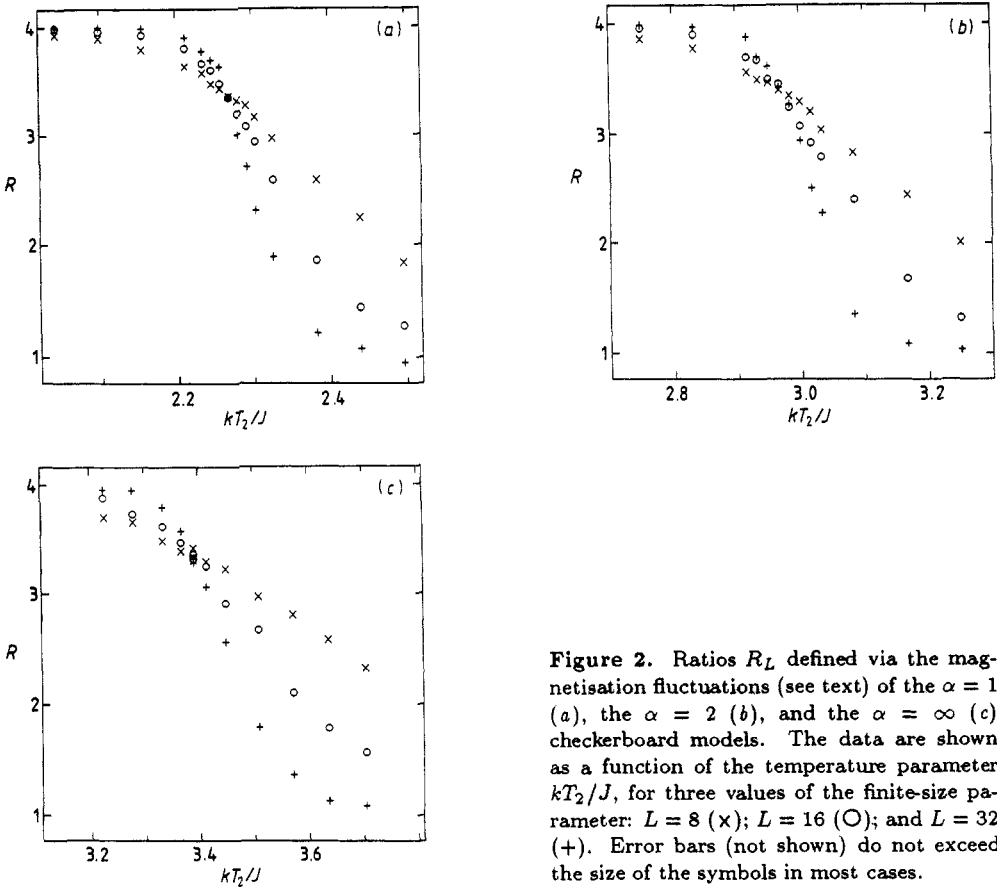 (a)
4
3
R
2
1
2.2
2.4
kT2/J
(b)
4
3
R
2
1
2.8
3.0
3.2
kT2/J
(c)
4
3
R
2
1
3.2
3.4
3.6
kT2/J
Figure 2. Ratios RL defined via the mag-
netisation fluctuations (see text) of the α = 1
(a), the α = 2 (b), and the α = ∞ (c)
checkerboard models. The data are shown
as a function of the temperature parameter
kT2/J, for three values of the finite-size pa-
rameter: L = 8 (×); L = 16 (○); and L = 32
(+). Error bars (not shown) do not exceed
the size of the symbols in most cases.